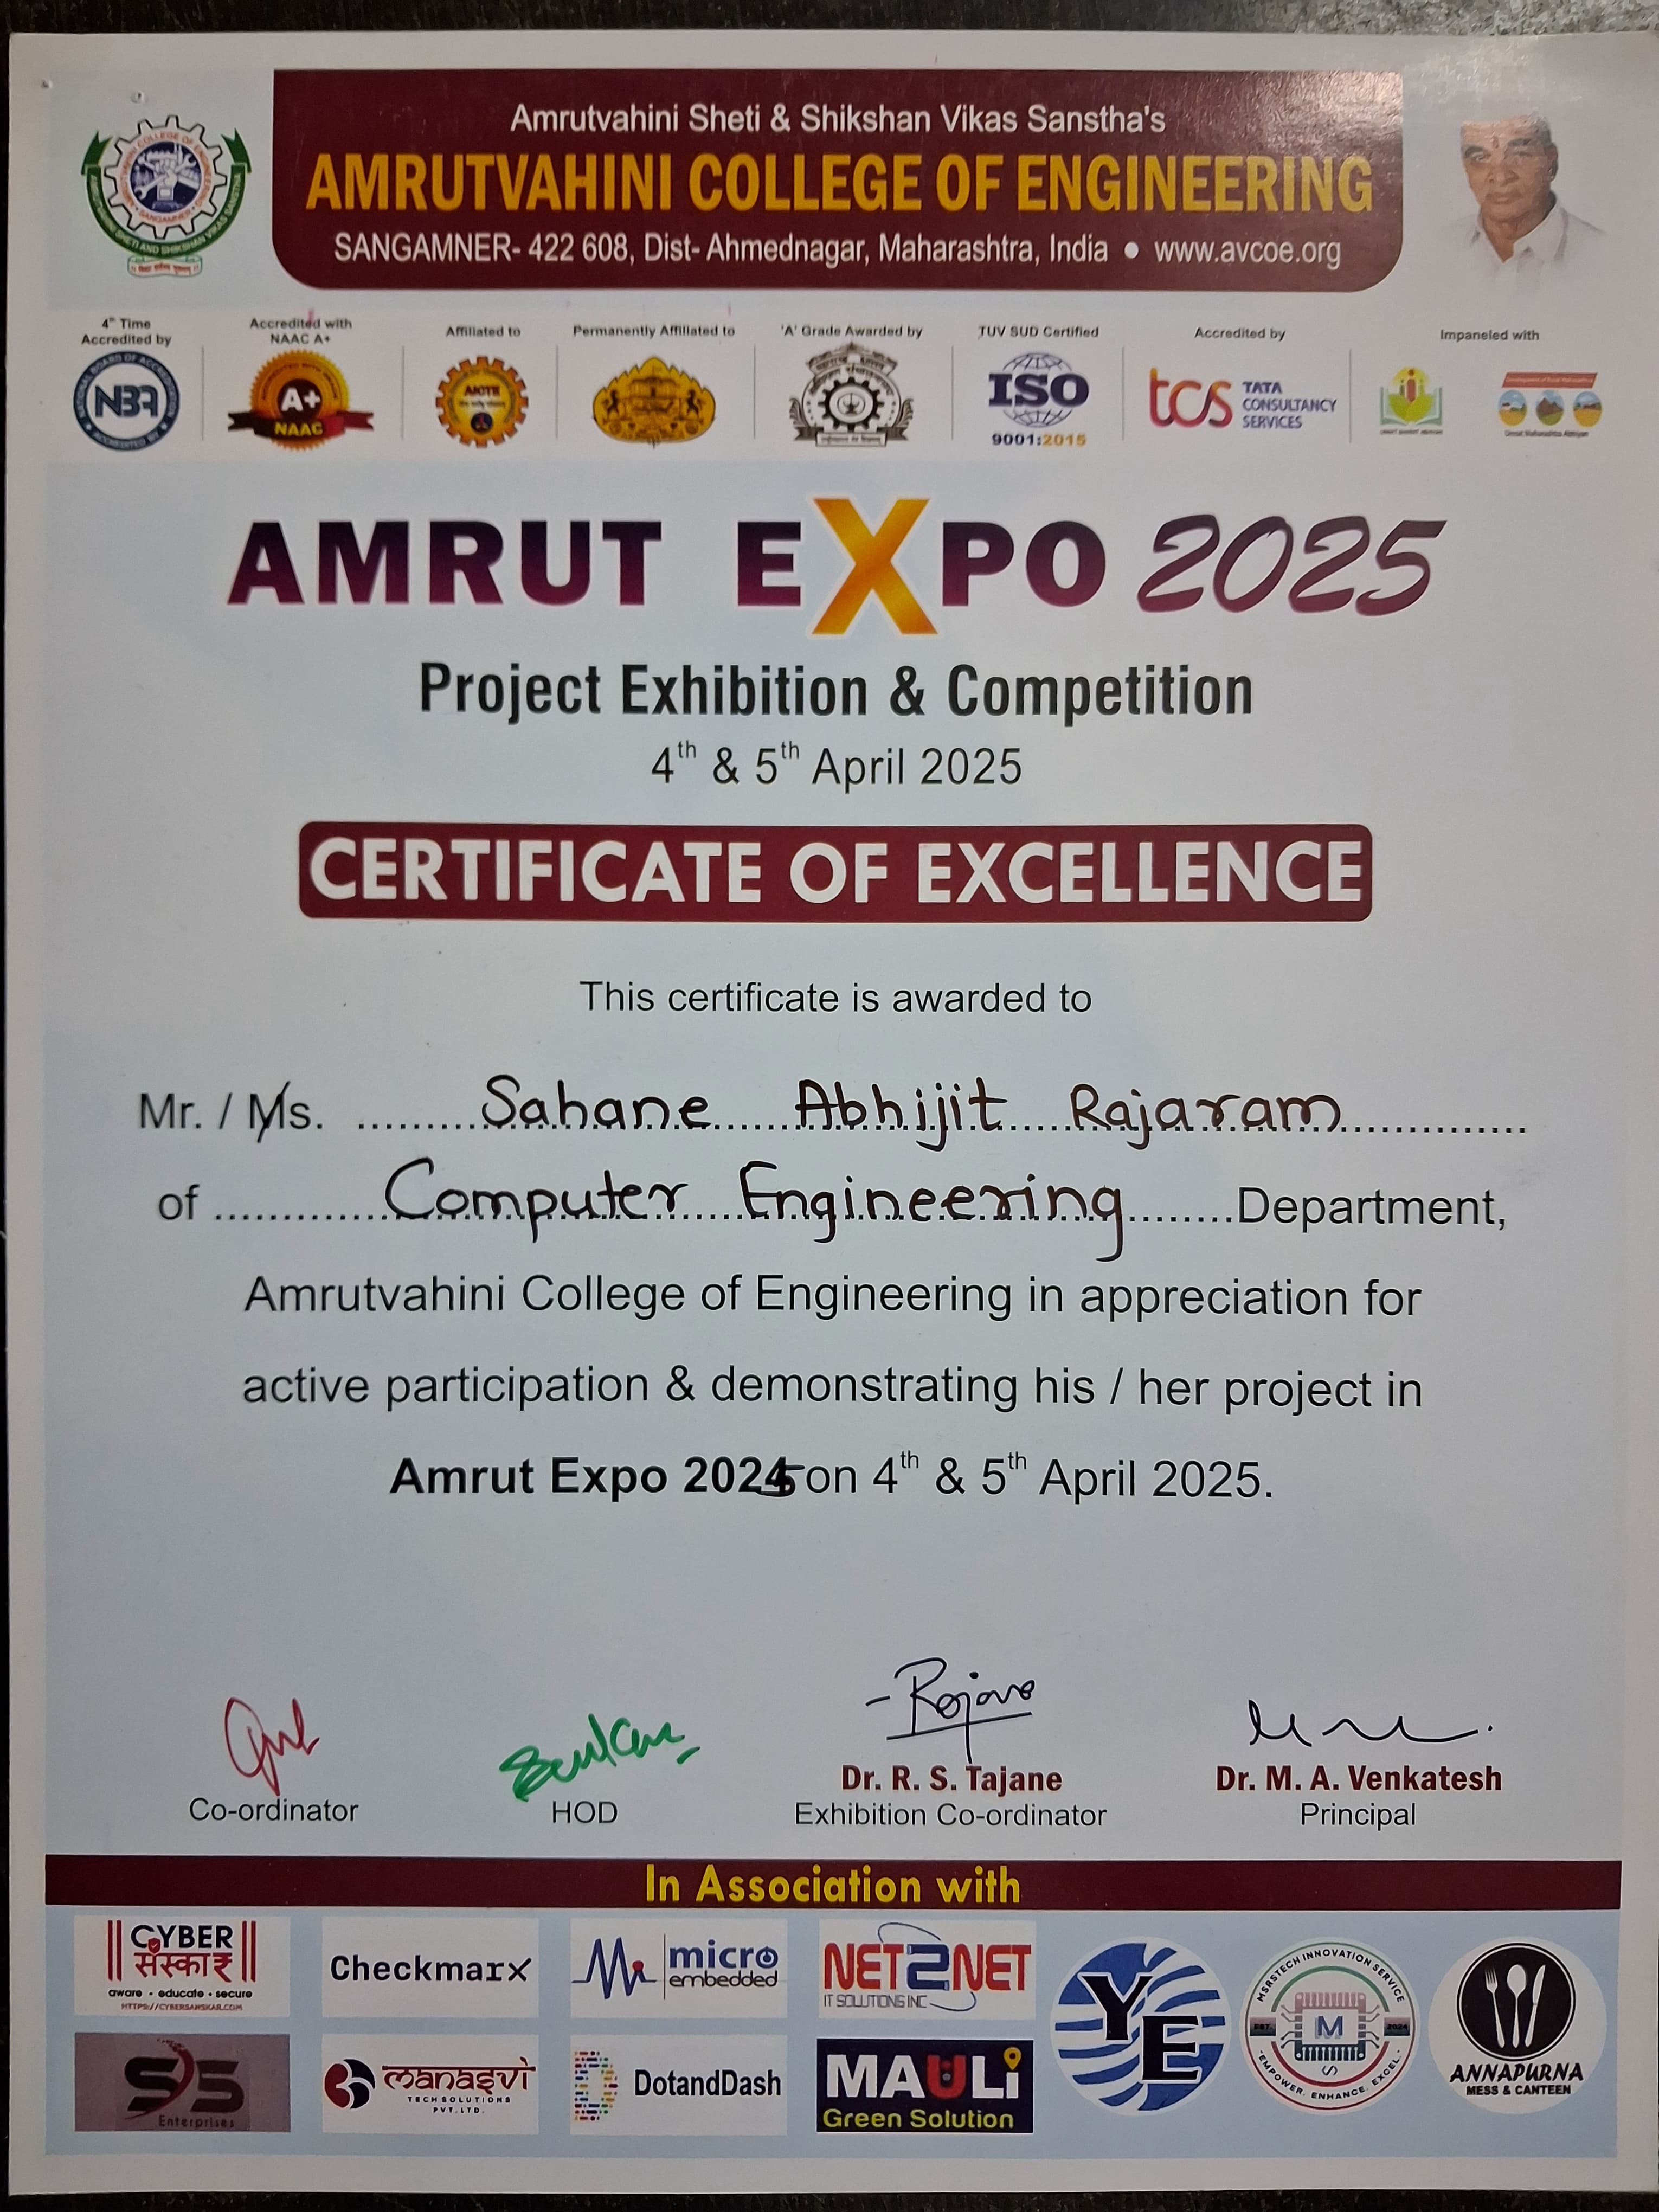 Amrutvahini Sheti & Shikshan Vikas Sanstha's
AMRUTVAHINI COLLEGE OF ENGINEERING
SANGAMNER- 422 608, Dist- Ahmednagar, Maharashtra, India • www.avcoe.org
4th Time Accredited by
NBA
Accredited with NAAC A+
A+
NAAC
Affiliated to
AICTE
Permanently Affiliated to
'A' Grade Awarded by
TUV SUD Certified
ISO
9001:2015
Accredited by
tcs TATA CONSULTANCY SERVICES
Impaneled with
AMRUT EXPO 2025
Project Exhibition & Competition
4th & 5th April 2025
CERTIFICATE OF EXCELLENCE
This certificate is awarded to
Mr. / Ms. Sahane Abhijit Rajaram
of Computer Engineering Department,
Amrutvahini College of Engineering in appreciation for
active participation & demonstrating his / her project in
Amrut Expo 2025 on 4th & 5th April 2025.
Co-ordinator
HOD
Dr. R. S. Tajane
Exhibition Co-ordinator
Dr. M. A. Venkatesh
Principal
In Association with
CYBER
संस्कार
aware • educate • secure
HTTPS://CYBERSANSKAR.COM
Checkmarx
micro
embedded
NET2NET
IT SOLUTIONS INC
YE
MSRSTECH INNOVATION SERVICE
EST. 2024
M
S
EMPOWER. ENHANCE. EXCEL
ANNAPURNA
MESS & CANTEEN
SS
Enterprises
manasvi
TECH SOLUTIONS
PVT. LTD.
DotandDash
MAULi
Green Solution